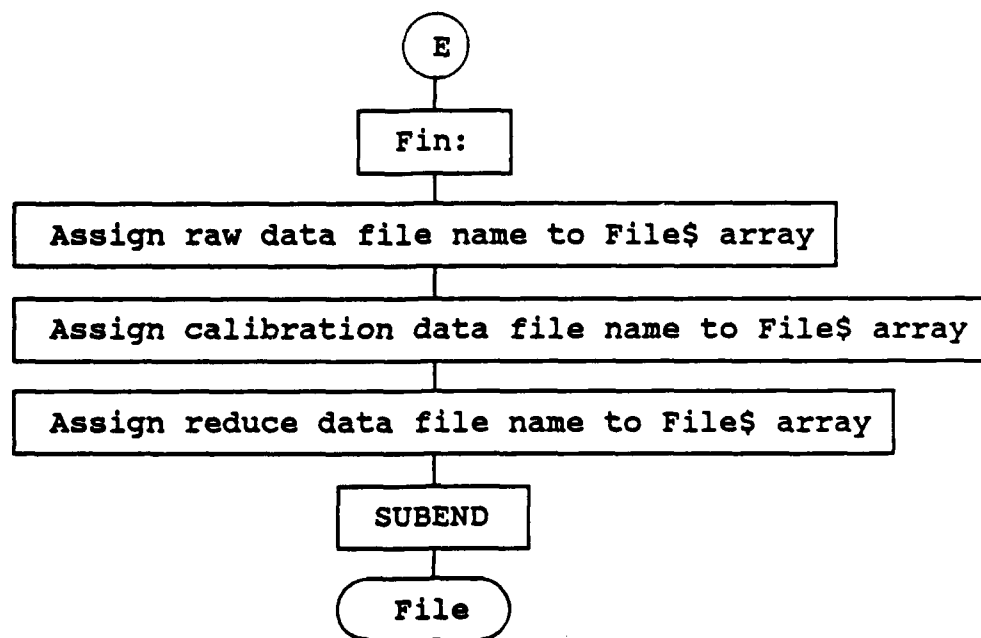 E
Fin:
Assign raw data file name to File$ array
Assign calibration data file name to File$ array
Assign reduce data file name to File$ array
SUBEND
File